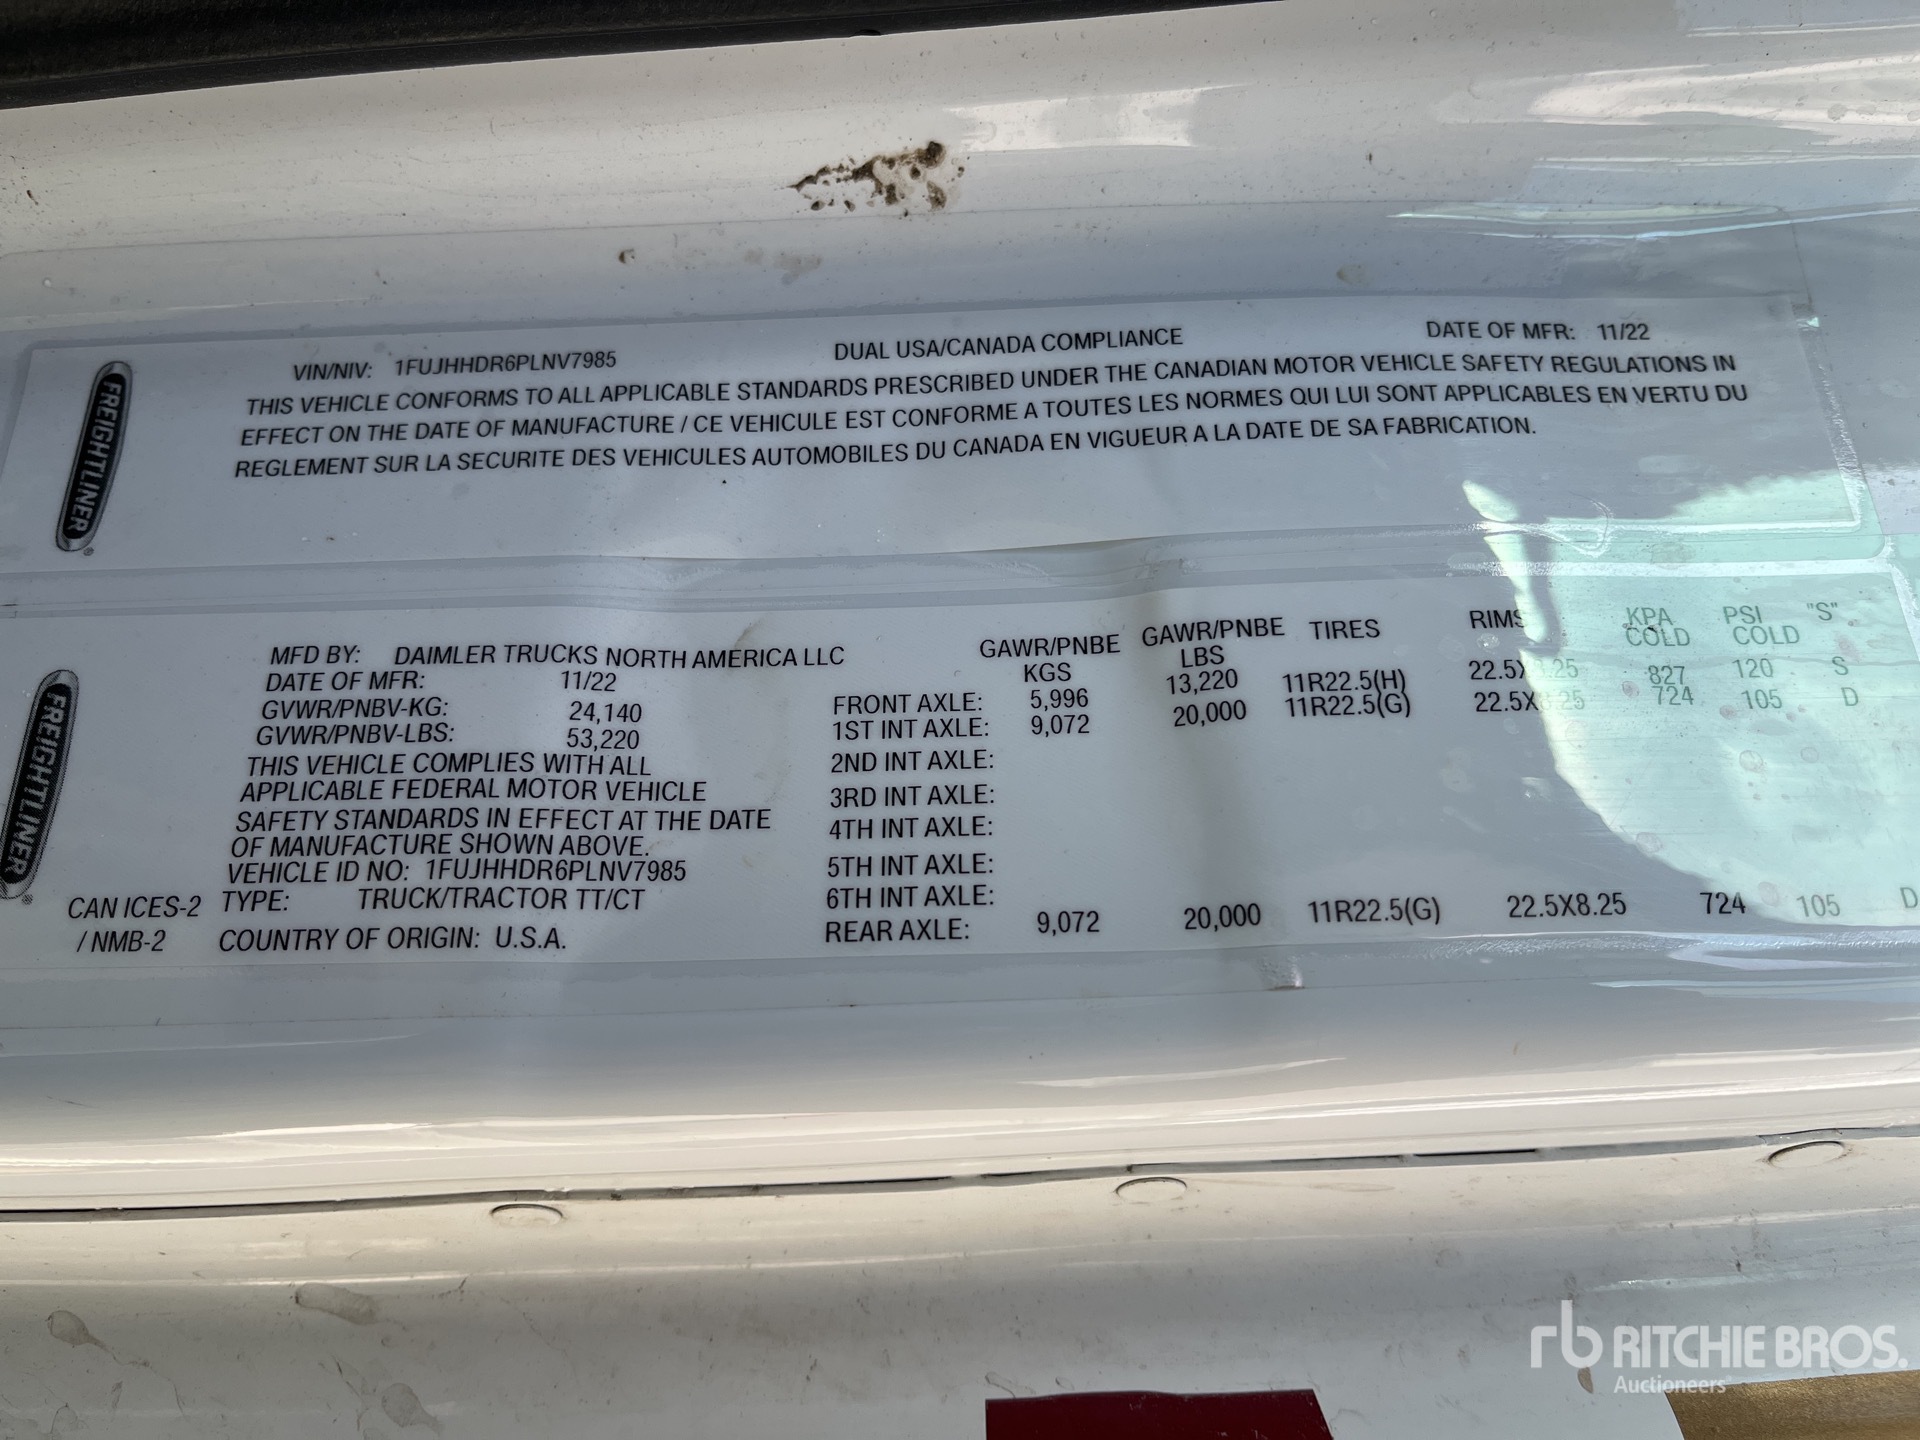 FREIGHTLINER
VIN/NIV: 1FUJHHDR6PLNV7985 DUAL USA/CANADA COMPLIANCE DATE OF MFR: 11/22
THIS VEHICLE CONFORMS TO ALL APPLICABLE STANDARDS PRESCRIBED UNDER THE CANADIAN MOTOR VEHICLE SAFETY REGULATIONS IN
EFFECT ON THE DATE OF MANUFACTURE / CE VEHICULE EST CONFORME A TOUTES LES NORMES QUI LUI SONT APPLICABLES EN VERTU DU
REGLEMENT SUR LA SECURITE DES VEHICULES AUTOMOBILES DU CANADA EN VIGUEUR A LA DATE DE SA FABRICATION.
FREIGHTLINER
CAN ICES-2
/ NMB-2
MFD BY: DAIMLER TRUCKS NORTH AMERICA LLC
DATE OF MFR: 11/22
GVWR/PNBV-KG: 24,140
GVWR/PNBV-LBS: 53,220
THIS VEHICLE COMPLIES WITH ALL
APPLICABLE FEDERAL MOTOR VEHICLE
SAFETY STANDARDS IN EFFECT AT THE DATE
OF MANUFACTURE SHOWN ABOVE.
VEHICLE ID NO: 1FUJHHDR6PLNV7985
TYPE: TRUCK/TRACTOR TT/CT
COUNTRY OF ORIGIN: U.S.A.
GAWR/PNBE GAWR/PNBE TIRES RIMS KPA PSI "S"
KGS LBS COLD COLD
FRONT AXLE: 5,996 13,220 11R22.5(H) 22.5X8.25 827 120 S
1ST INT AXLE: 9,072 20,000 11R22.5(G) 22.5X8.25 724 105 D
2ND INT AXLE:
3RD INT AXLE:
4TH INT AXLE:
5TH INT AXLE:
6TH INT AXLE:
REAR AXLE: 9,072 20,000 11R22.5(G) 22.5X8.25 724 105 D
rb RITCHIE BROS.
Auctioneers